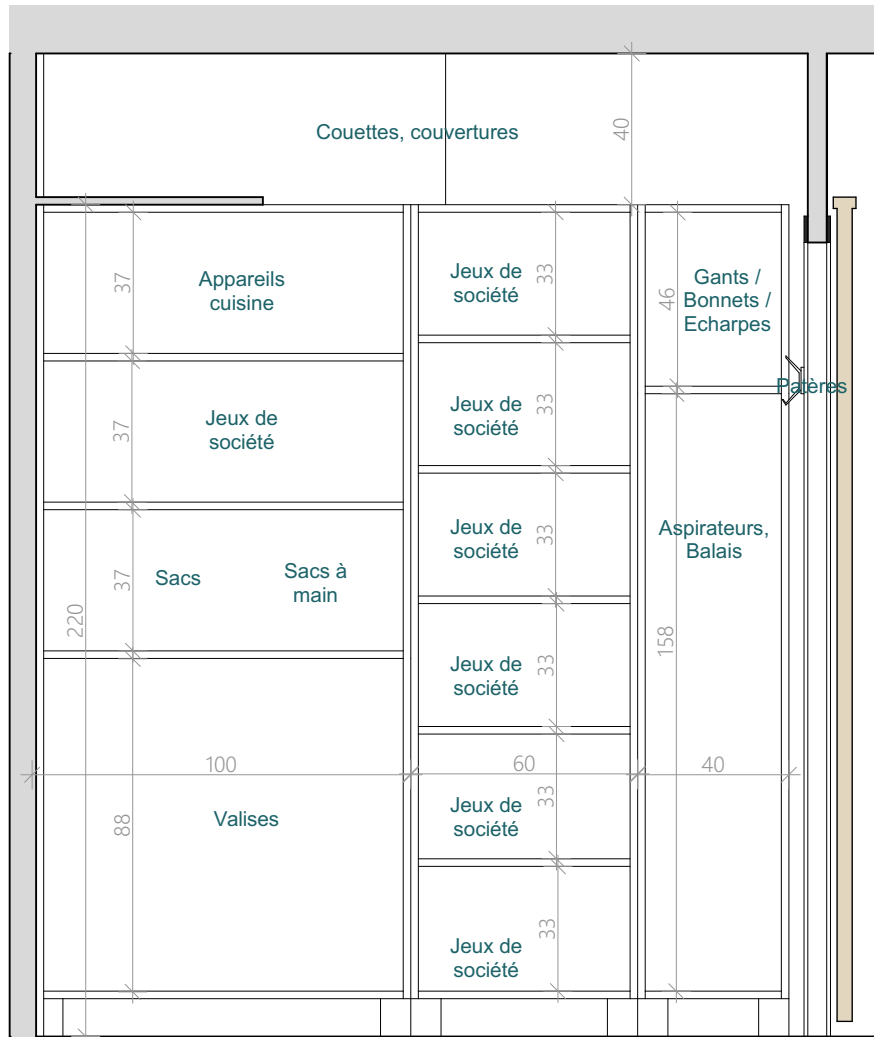 Couettes, couvertures
40
37
Appareils
cuisine
Jeux de
société
33
46
Gants /
Bonnets /
Echarpes
Patères
37
Jeux de
société
Jeux de
société
33
Jeux de
société
33
Aspirateurs,
Balais
37
Sacs
Sacs à
main
220
158
Jeux de
société
33
100
60
40
88
Valises
Jeux de
société
33
Jeux de
société
33